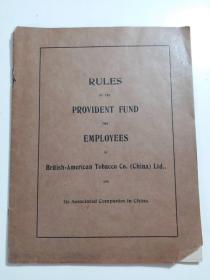 RULES
OF THE
PROVIDENT FUND
FOR
EMPLOYEES
OF
British-American Tobacco Co. (China) Ltd.,
AND
Its Associated Companies in China.